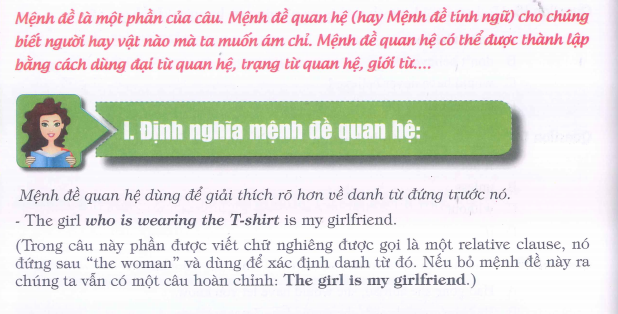 Mệnh đề là một phần của câu. Mệnh đề quan hệ (hay Mệnh đề tính ngữ) cho chúng
biết người hay vật nào mà ta muốn ám chỉ. Mệnh đề quan hệ có thể được thành lập
bằng cách dùng đại từ quan hệ, trạng từ quan hệ, giới từ....
I. Định nghĩa mệnh đề quan hệ:
Mệnh đề quan hệ dùng để giải thích rõ hơn về danh từ đứng trước nó.
- The girl who is wearing the T-shirt is my girlfriend.
(Trong câu này phần được viết chữ nghiêng được gọi là một relative clause, nó
đứng sau “the woman” và dùng để xác định danh từ đó. Nếu bỏ mệnh đề này ra
chúng ta vẫn có một câu hoàn chỉnh: The girl is my girlfriend.)